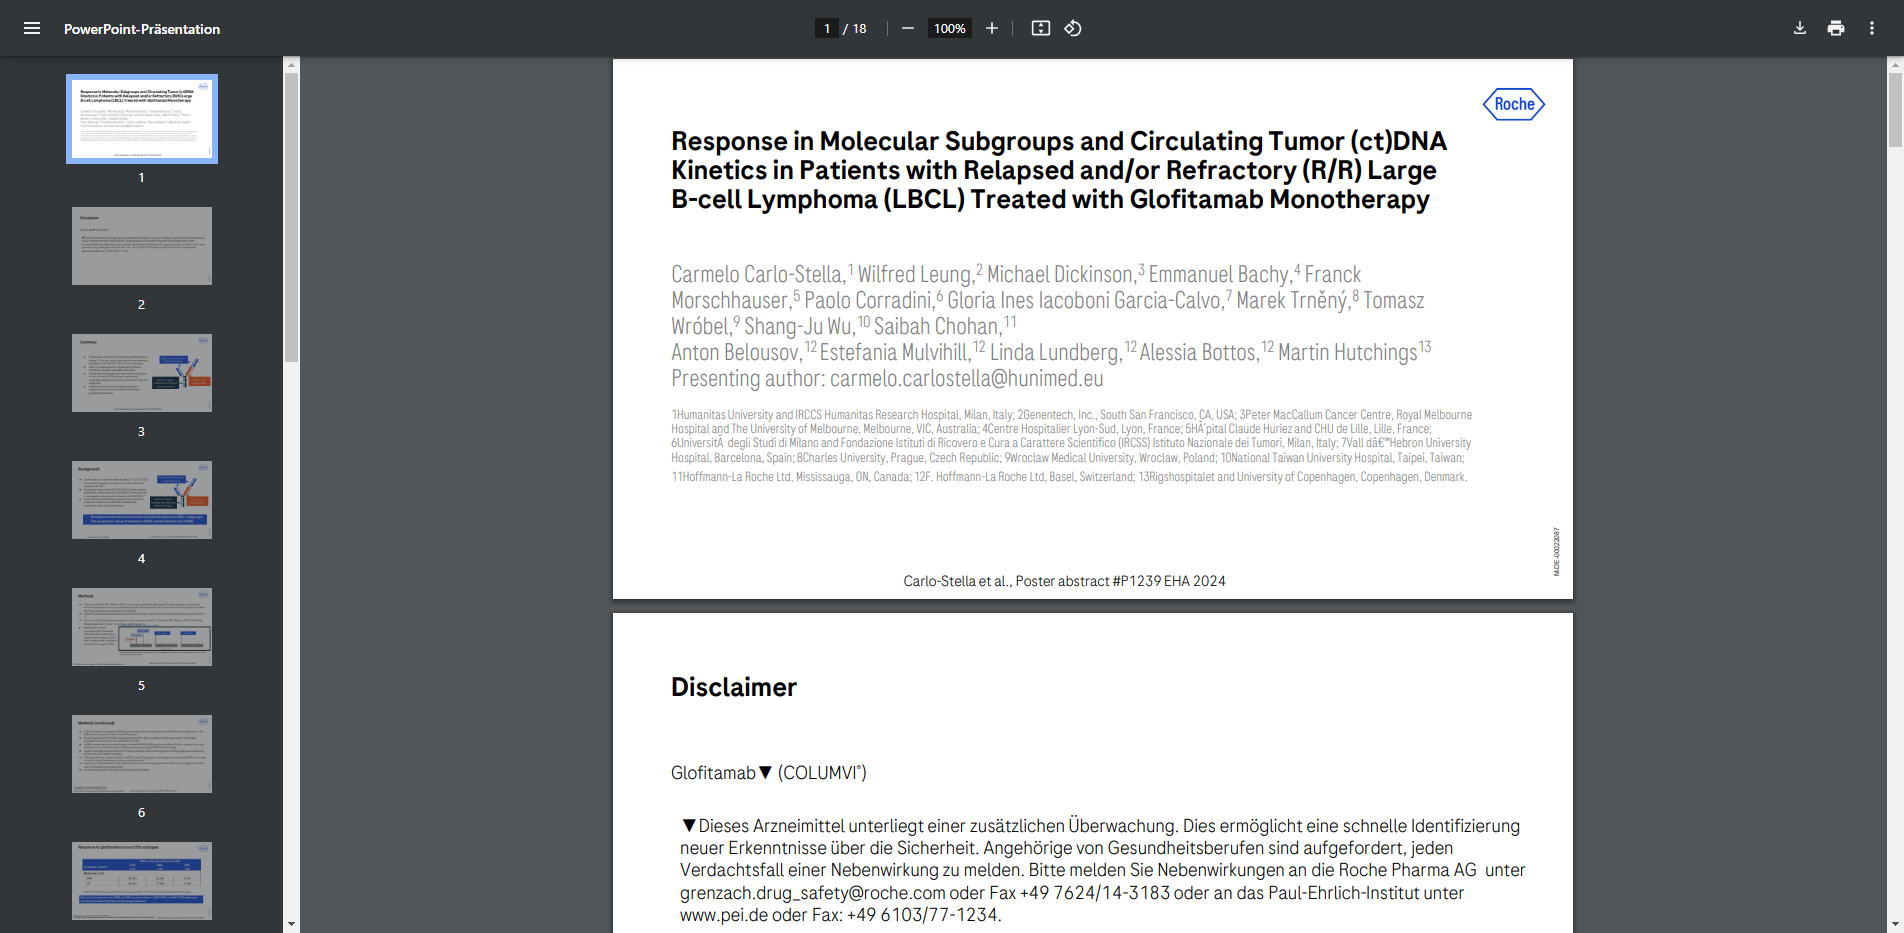 PowerPoint-Präsentation
1 / 18
100%
1
2
3
4
5
6
Summary
Background
Methods
Roche
Response in Molecular Subgroups and Circulating Tumor (ct)DNA
Kinetics in Patients with Relapsed and/or Refractory (R/R) Large
B-cell Lymphoma (LBCL) Treated with Glofitamab Monotherapy
Carmelo Carlo-Stella,1 Wilfred Leung,2 Michael Dickinson,3 Emmanuel Bachy,4 Franck
Morschhauser,5 Paolo Corradini,6 Gloria Ines Iacoboni Garcia-Calvo,7 Marek Trněný,8 Tomasz
Wróbel,9 Shang-Ju Wu,10 Saibah Chohan,11
Anton Belousov,12 Estefania Mulvihill,12 Linda Lundberg,12 Alessia Bottos,12 Martin Hutchings13
Presenting author: carmelo.carlostella@hunimed.eu
1Humanitas University and IRCCS Humanitas Research Hospital, Milan, Italy; 2Genentech, Inc., South San Francisco, CA, USA; 3Peter MacCallum Cancer Centre, Royal Melbourne
Hospital and The University of Melbourne, Melbourne, VIC, Australia; 4Centre Hospitalier Lyon-Sud, Lyon, France; 5HÃ´pital Claude Huriez and CHU de Lille, Lille, France;
6UniversitÃ degli Studi di Milano and Fondazione Istituti di Ricovero e Cura a Carattere Scientifico (IRCSS) Istituto Nazionale dei Tumori, Milan, Italy; 7Vall dâ€™Hebron University
Hospital, Barcelona, Spain; 8Charles University, Prague, Czech Republic; 9Wroclaw Medical University, Wroclaw, Poland; 10National Taiwan University Hospital, Taipei, Taiwan;
11Hoffmann-La Roche Ltd, Mississauga, ON, Canada; 12F. Hoffmann-La Roche Ltd, Basel, Switzerland; 13Rigshospitalet and University of Copenhagen, Copenhagen, Denmark.
M-DE-00022087
Carlo-Stella et al., Poster abstract #P1239 EHA 2024
Disclaimer
Glofitamab▼ (COLUMVI®)
▼Dieses Arzneimittel unterliegt einer zusätzlichen Überwachung. Dies ermöglicht eine schnelle Identifizierung
neuer Erkenntnisse über die Sicherheit. Angehörige von Gesundheitsberufen sind aufgefordert, jeden
Verdachtsfall einer Nebenwirkung zu melden. Bitte melden Sie Nebenwirkungen an die Roche Pharma AG unter
grenzach.drug_safety@roche.com oder Fax +49 7624/14-3183 oder an das Paul-Ehrlich-Institut unter
www.pei.de oder Fax: +49 6103/77-1234.